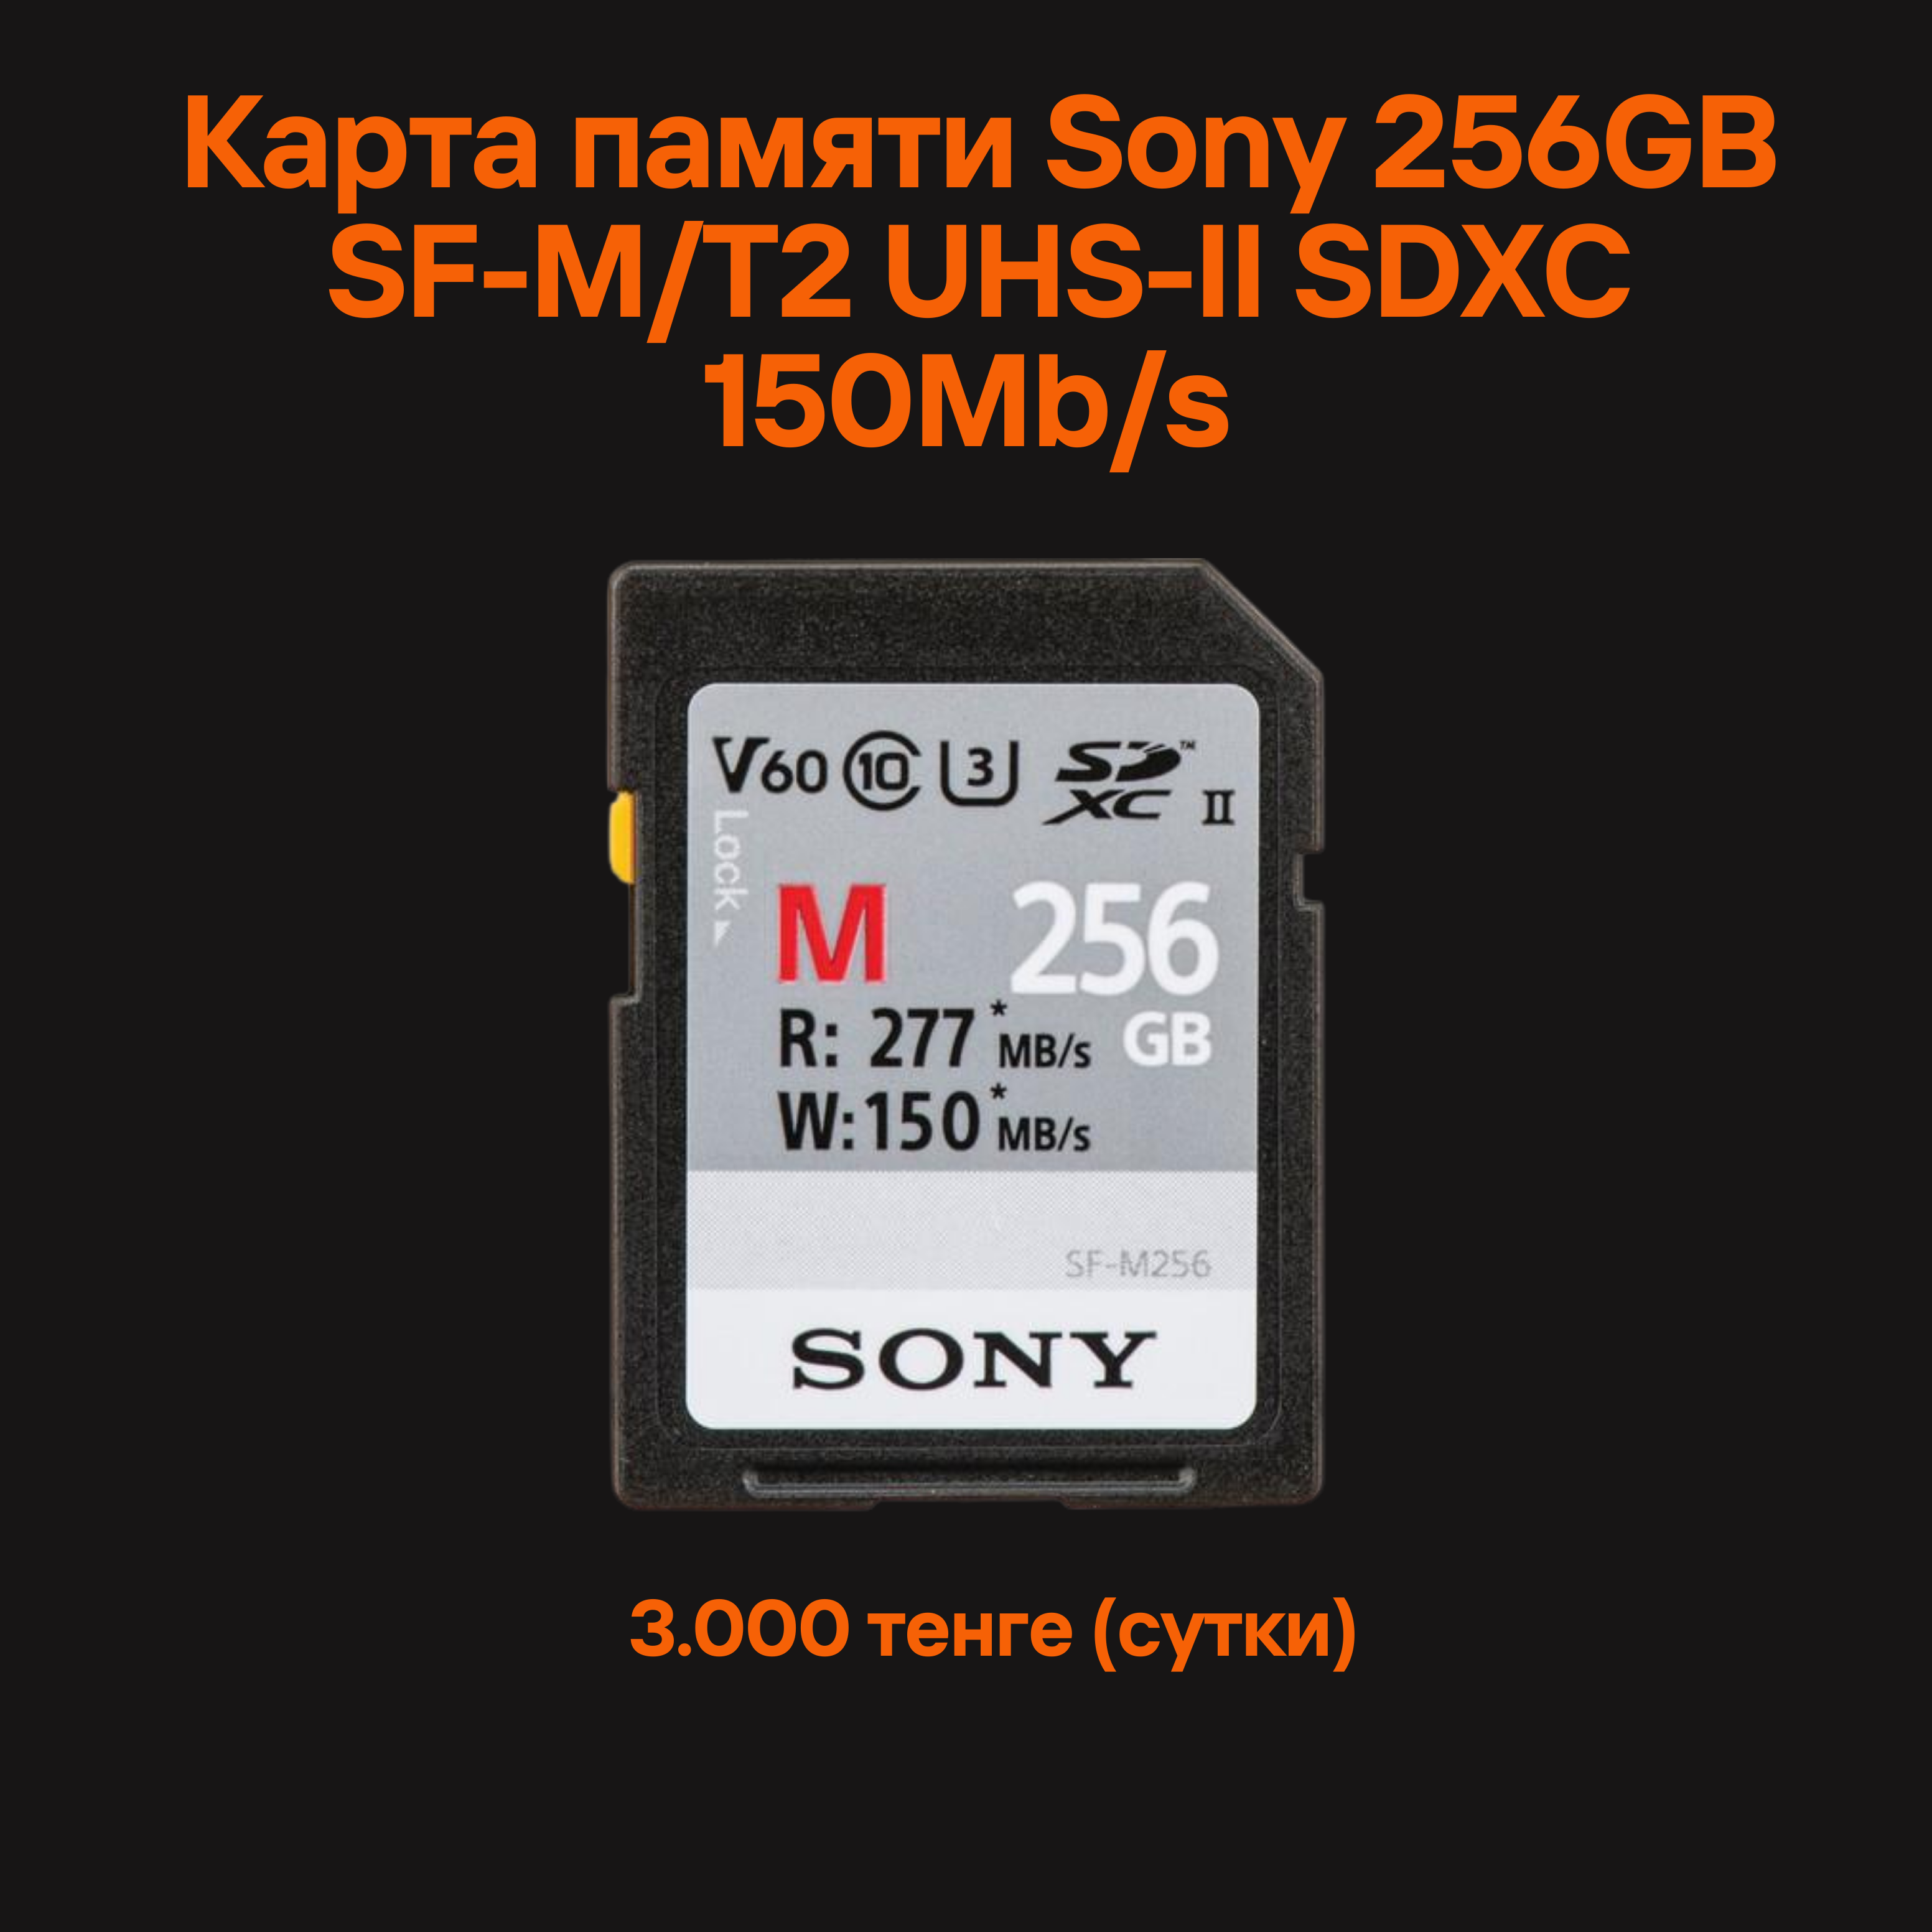 Карта памяти Sony 256GB
SF-M/T2 UHS-II SDXC
150Mb/s
V60 10 3 SD™
XC II
Lock
M 256
R: 277* MB/s GB
W:150* MB/s
SF-M256
SONY
3.000 тенге (сутки)